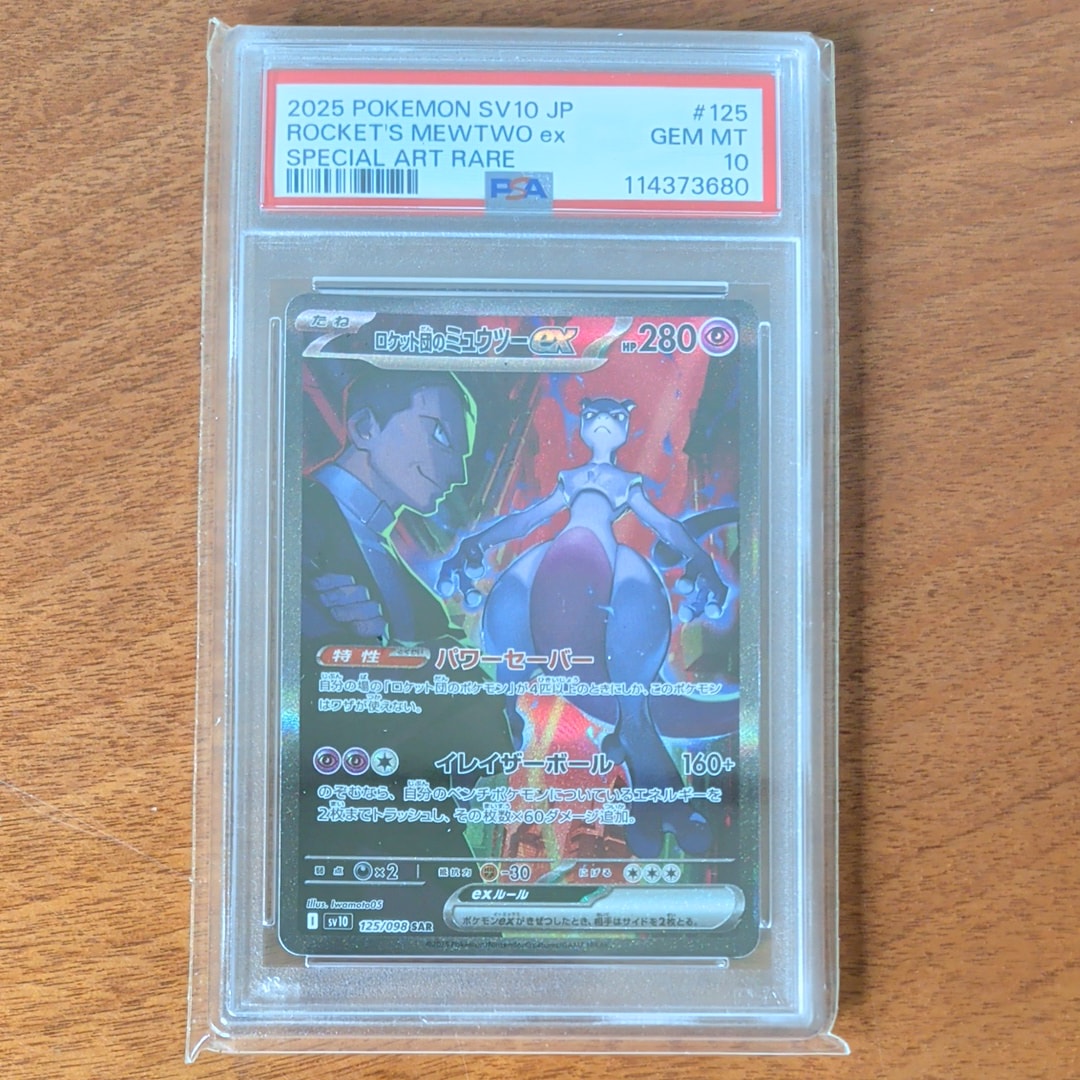 2025 POKEMON SV10 JP #125
ROCKET'S MEWTWO ex GEM MT
SPECIAL ART RARE 10
PSA 114373680
たね ロケット団のミュウツーex HP280
特性 パワーセーバー
自分の場の「ロケット団のポケモン」が4匹以上のときにしか、このポケモン
はワザが使えない。
イレイザーボール 160+
のぞむなら、自分のベンチポケモンについているエネルギーを
2枚までトラッシュし、その枚数×60ダメージ追加。
弱点 ×2 抵抗力 -30 にげる
Illus. Iwamoto05
exルール
I sv10 125/098 SAR
ポケモンexがきぜつしたとき、相手はサイドを2枚とる。